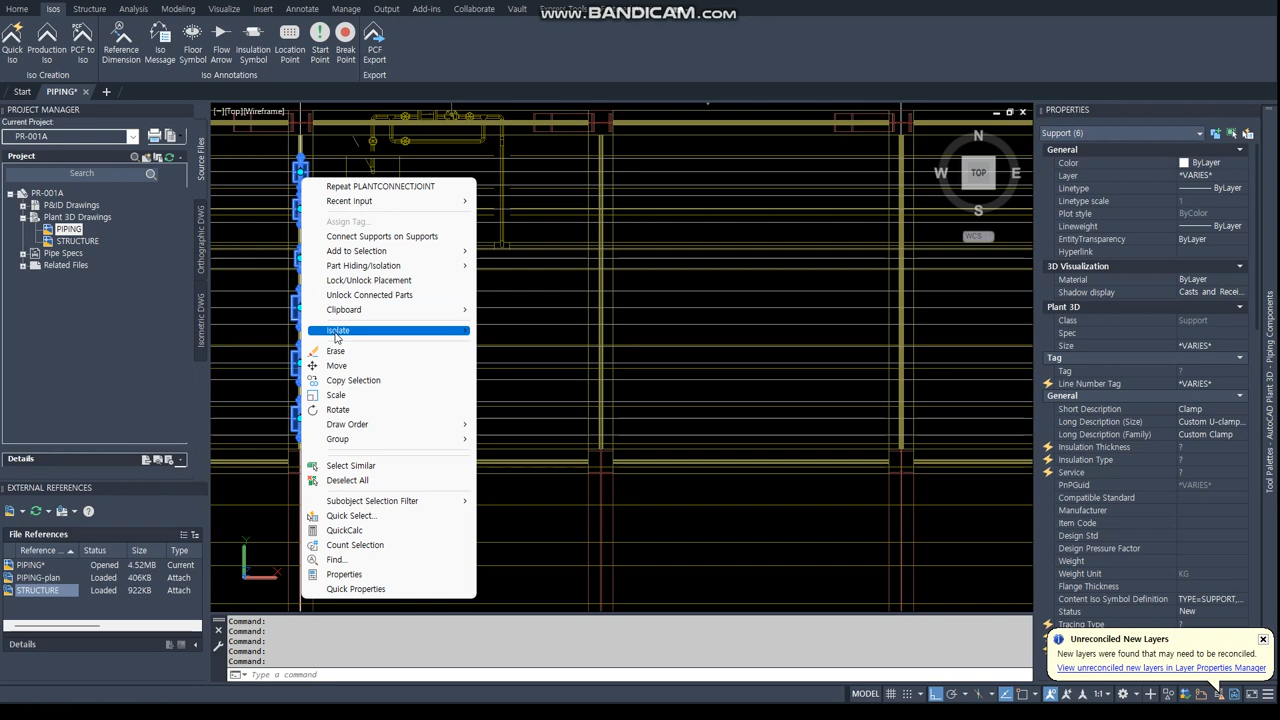 www.BANDICAM.com
Home Isos Structure Analysis Modeling Visualize Insert Annotate Manage Output Add-ins Collaborate Vault
Quick Iso
Production Iso
PCF to Iso
Reference Dimension
Iso Message
Floor Symbol
Flow Arrow
Insulation Symbol
Location Point
Start Point
Break Point
PCF Export
Iso Creation
Iso Annotations
Export
Start
PIPING*
PROJECT MANAGER
Current Project:
PR-001A
Project
Search
PR-001A
P&ID Drawings
Plant 3D Drawings
PIPING
STRUCTURE
Pipe Specs
Related Files
Source Files
Orthographic DWG
Isometric DWG
Details
EXTERNAL REFERENCES
File References
Reference ... Status Size Type
PIPING* Opened 4.52MB Current
PIPING-plan Loaded 406KB Attach
STRUCTURE Loaded 922KB Attach
Details
[−][Top][Wireframe]
N
W TOP E
S
WCS
Y
X
Repeat PLANTCONNECTJOINT
Recent Input
Assign Tag...
Connect Supports on Supports
Add to Selection
Part Hiding/Isolation
Lock/Unlock Placement
Unlock Connected Parts
Clipboard
Isolate
Erase
Move
Copy Selection
Scale
Rotate
Draw Order
Group
Select Similar
Deselect All
Subobject Selection Filter
Quick Select...
QuickCalc
Count Selection
Find...
Properties
Quick Properties
Command:
Command:
Command:
Command:
Command:
Type a command
PROPERTIES
Support (6)
General
Color ByLayer
Layer *VARIES*
Linetype ByLayer
Linetype scale 1
Plot style ByColor
Lineweight ByLayer
EntityTransparency ByLayer
Hyperlink
3D Visualization
Material ByLayer
Shadow display Casts and Recei...
Plant 3D
Class Support
Spec
Size *VARIES*
Tag
Tag ?
Line Number Tag *VARIES*
General
Short Description Clamp
Long Description (Size) Custom U-clamp...
Long Description (Family) Custom Clamp
Insulation Thickness ?
Insulation Type ?
Service ?
PnPGuid *VARIES*
Compatible Standard
Manufacturer
Item Code
Design Std
Design Pressure Factor
Weight
Weight Unit KG
Flange Thickness
Content Iso Symbol Definition TYPE=SUPPORT,...
Status New
Tracing Type ?
Tool Palettes - AutoCAD Plant 3D - Piping Components
Unreconciled New Layers
New layers were found that may need to be reconciled.
View unreconciled new layers in Layer Properties Manager
MODEL
1:1